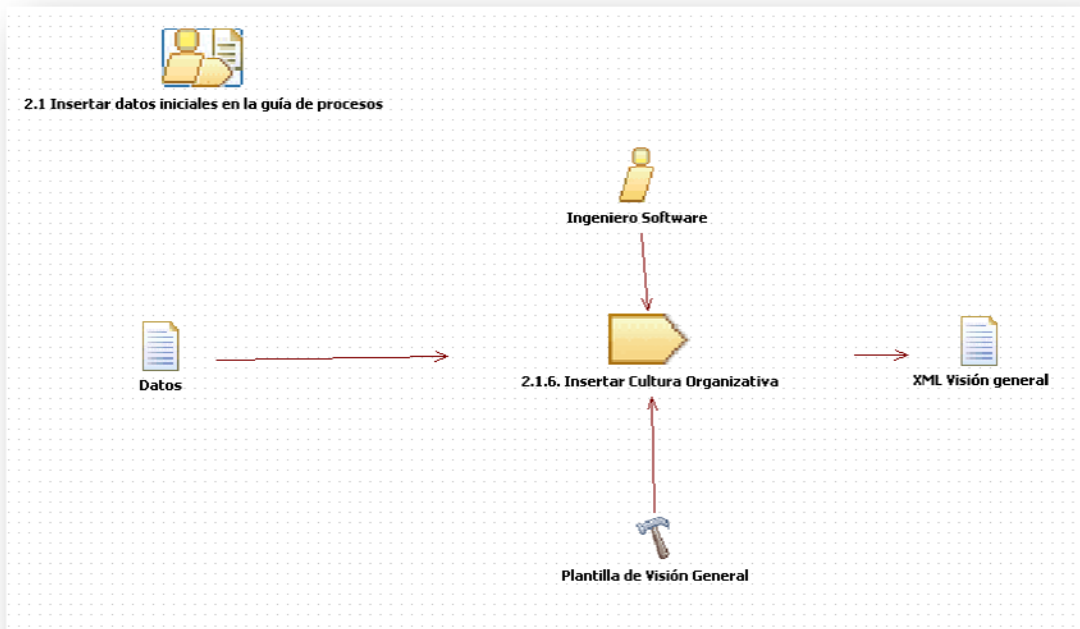 2.1 Insertar datos iniciales en la guía de procesos
Ingeniero Software
Datos
2.1.6. Insertar Cultura Organizativa
XML Visión general
Plantilla de Visión General